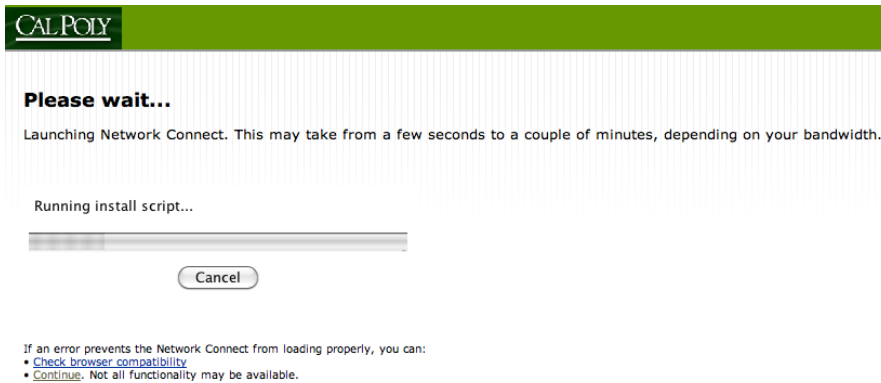 CAL POLY
Please wait...
Launching Network Connect. This may take from a few seconds to a couple of minutes, depending on your bandwidth.
Running install script...
Cancel
If an error prevents the Network Connect from loading properly, you can:
• Check browser compatibility
• Continue. Not all functionality may be available.